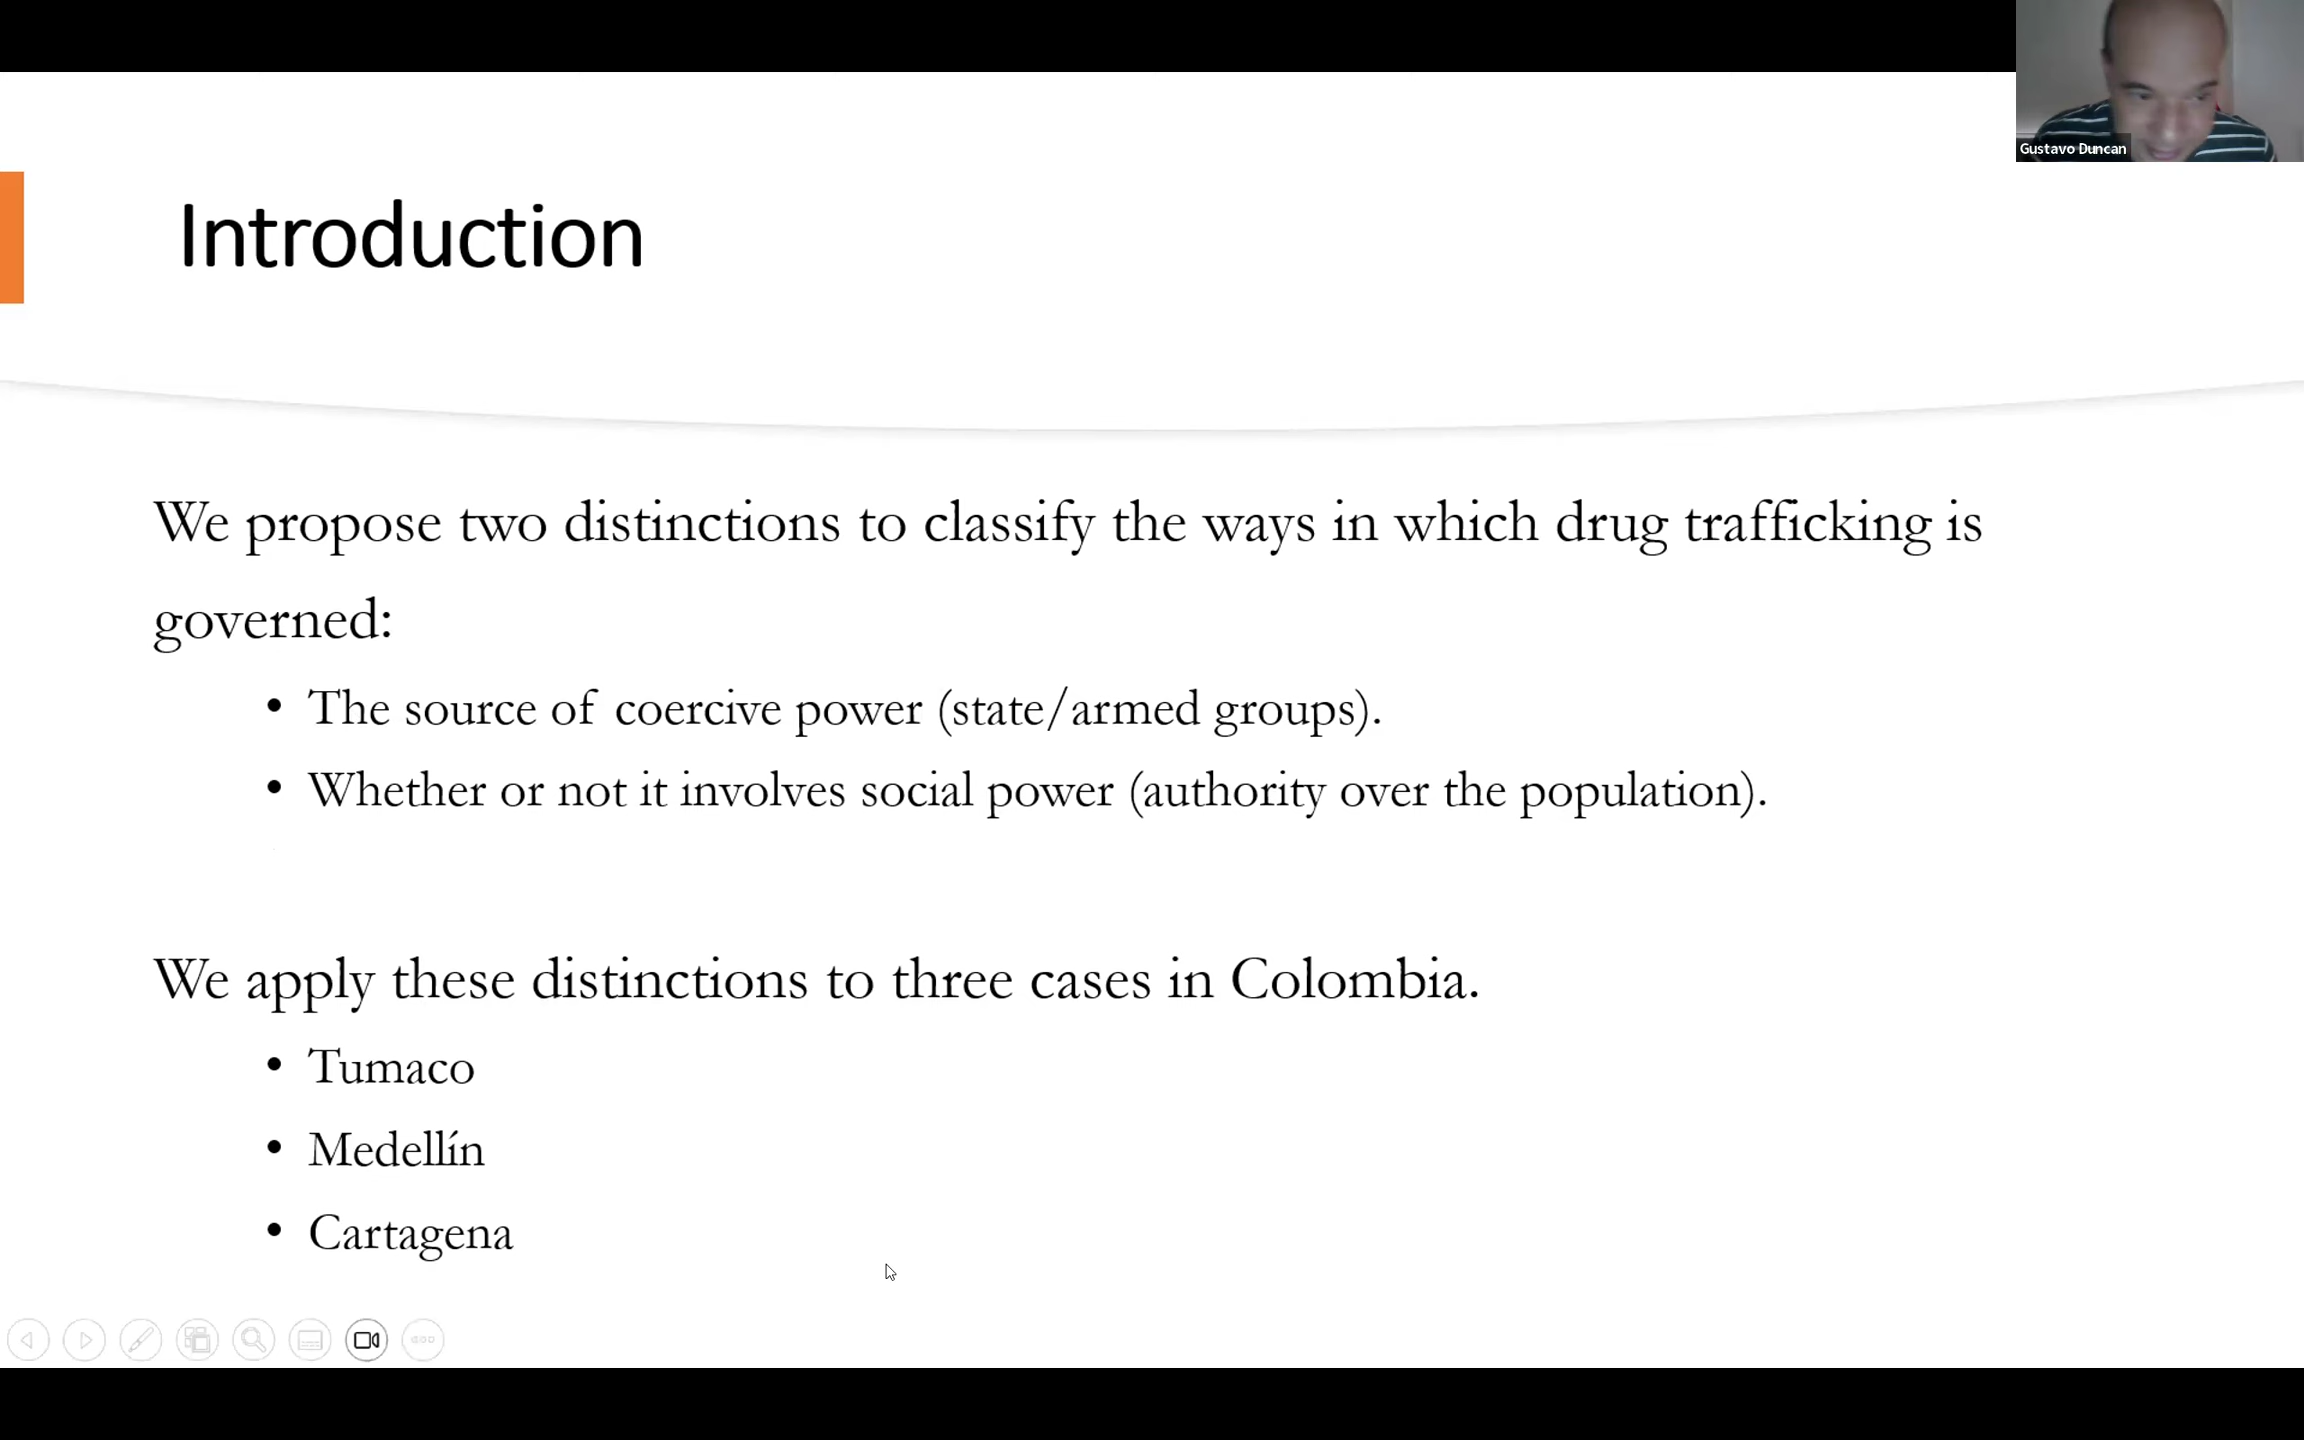 Gustavo Duncan
Introduction
We propose two distinctions to classify the ways in which drug trafficking is
governed:
• The source of coercive power (state/armed groups).
• Whether or not it involves social power (authority over the population).
We apply these distinctions to three cases in Colombia.
• Tumaco
• Medellín
• Cartagena